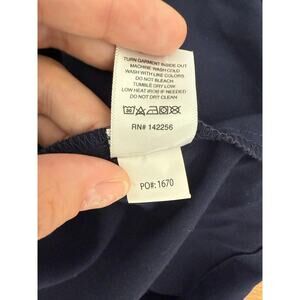 TURN GARMENT INSIDE OUT
MACHINE WASH COLD
WASH WITH LIKE COLORS
DO NOT BLEACH
TUMBLE DRY LOW
LOW HEAT IRON IF NEEDED
DO NOT DRY CLEAN
RN# 142256
PO#: 1670